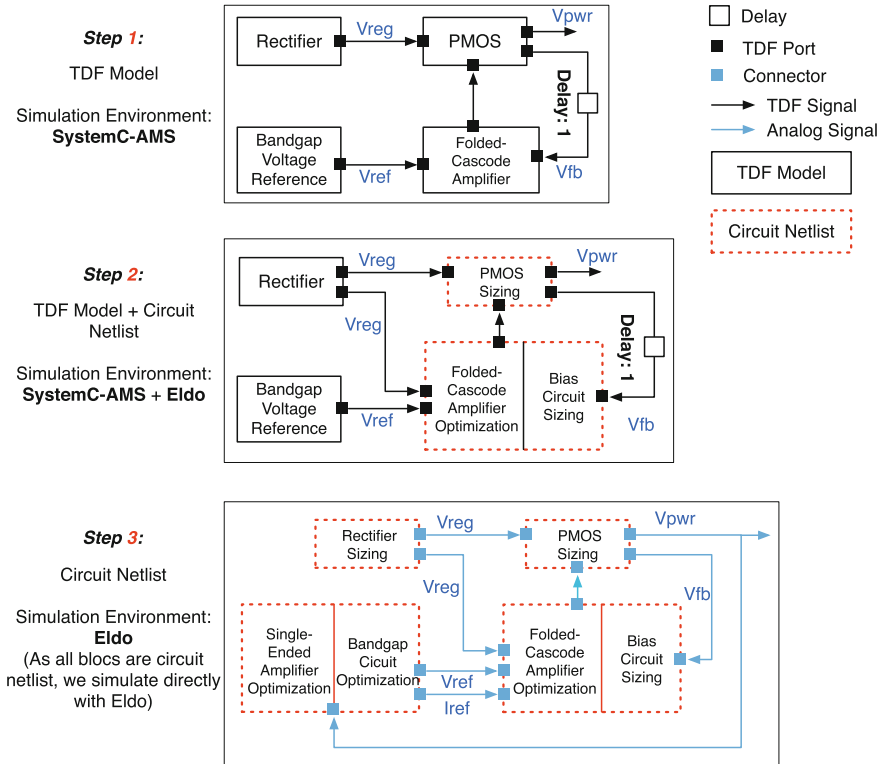 Step 1:
TDF Model
Simulation Environment:
SystemC-AMS
Rectifier
Vreg
PMOS
Vpwr
Delay: 1
Bandgap
Voltage
Reference
Vref
Folded-
Cascode
Amplifier
Vfb
Delay
TDF Port
Connector
TDF Signal
Analog Signal
TDF Model
Circuit Netlist
Step 2:
TDF Model + Circuit
Netlist
Simulation Environment:
SystemC-AMS + Eldo
Rectifier
Vreg
PMOS
Sizing
Vpwr
Vreg
Delay: 1
Bandgap
Voltage
Reference
Vref
Folded-
Cascode
Amplifier
Optimization
Bias
Circuit
Sizing
Vfb
Step 3:
Circuit Netlist
Simulation Environment:
Eldo
(As all blocs are circuit
netlist, we simulate directly
with Eldo)
Rectifier
Sizing
Vreg
PMOS
Sizing
Vpwr
Vreg
Vfb
Single-
Ended
Amplifier
Optimization
Bandgap
Cicuit
Optimization
Vref
Iref
Folded-
Cascode
Amplifier
Optimization
Bias
Circuit
Sizing